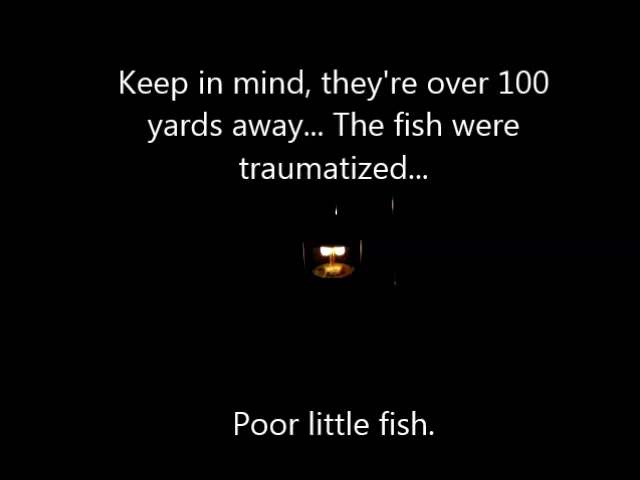 Keep in mind, they're over 100
yards away... The fish were
traumatized...
Poor little fish.